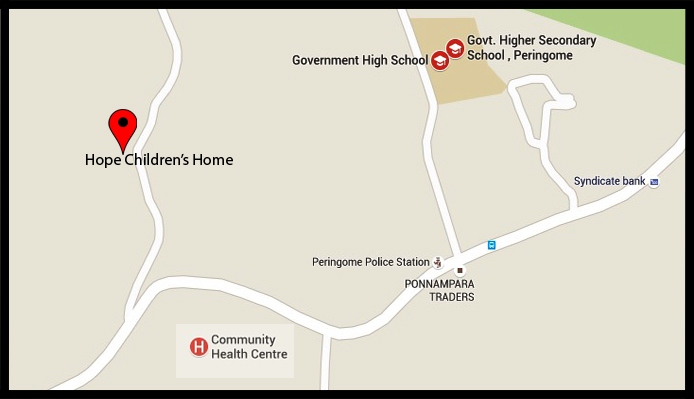 Govt. Higher Secondary
School , Peringome
Government High School
Hope Children's Home
Syndicate bank
Peringome Police Station
PONNAMPARA
TRADERS
H
Community
Health Centre